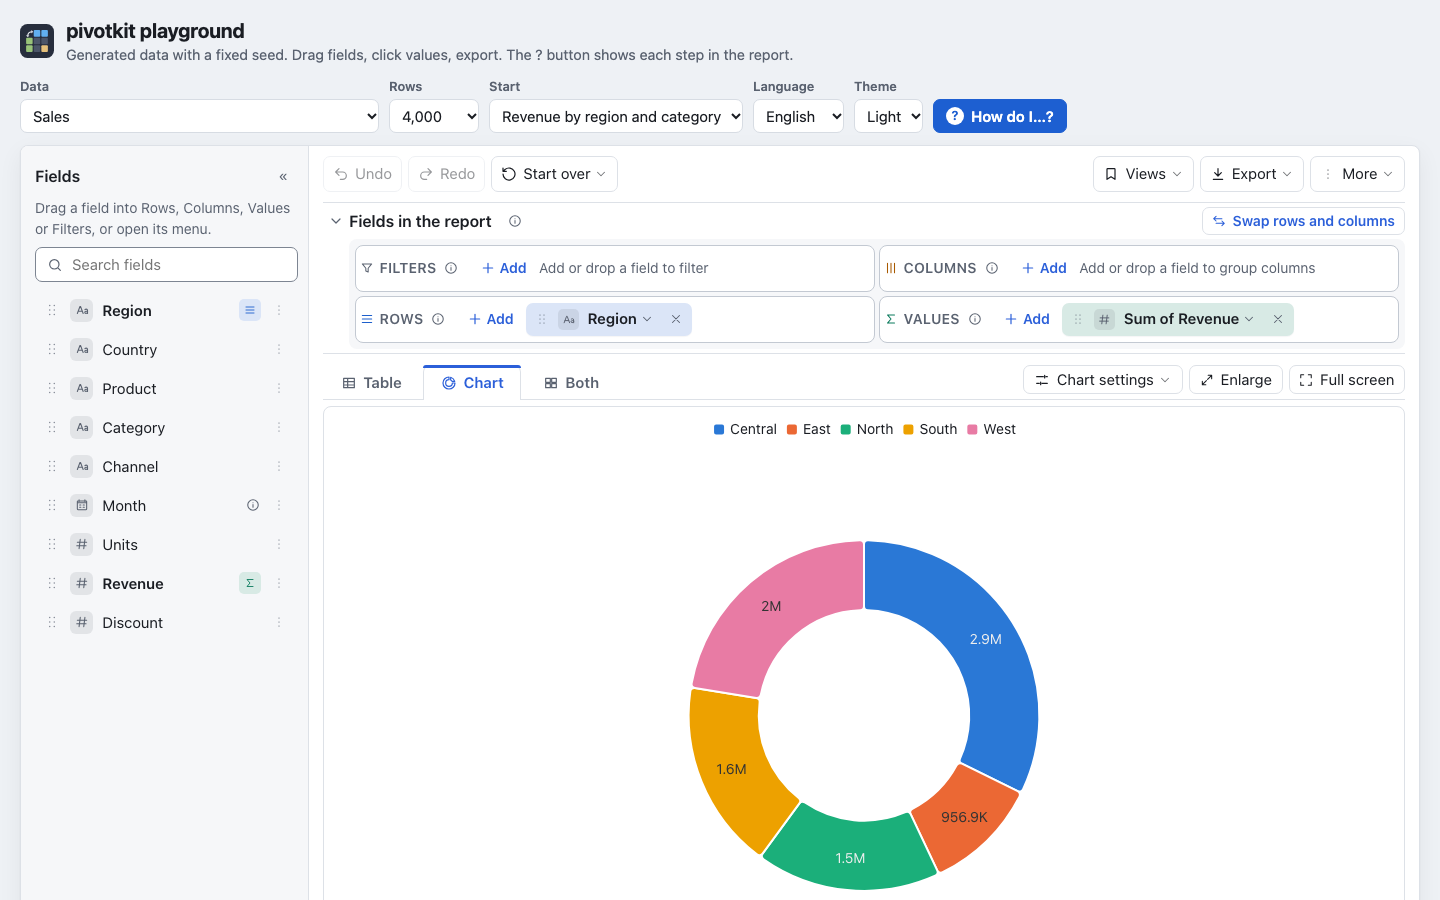 pivotkit playground
Generated data with a fixed seed. Drag fields, click values, export. The ? button shows each step in the report.
Data Rows Start Language Theme
Sales 4,000 Revenue by region and category English Light ? How do I...?
Fields «
Drag a field into Rows, Columns, Values
or Filters, or open its menu.
Search fields
Aa Region
Aa Country
Aa Product
Aa Category
Aa Channel
Month
# Units
# Revenue Σ
# Discount
Undo Redo Start over Views Export More
Fields in the report Swap rows and columns
FILTERS + Add Add or drop a field to filter
COLUMNS + Add Add or drop a field to group columns
ROWS + Add Aa Region ×
Σ VALUES + Add # Sum of Revenue ×
Table Chart Both Chart settings Enlarge Full screen
Central East North South West
2M
2.9M
1.6M
956.9K
1.5M